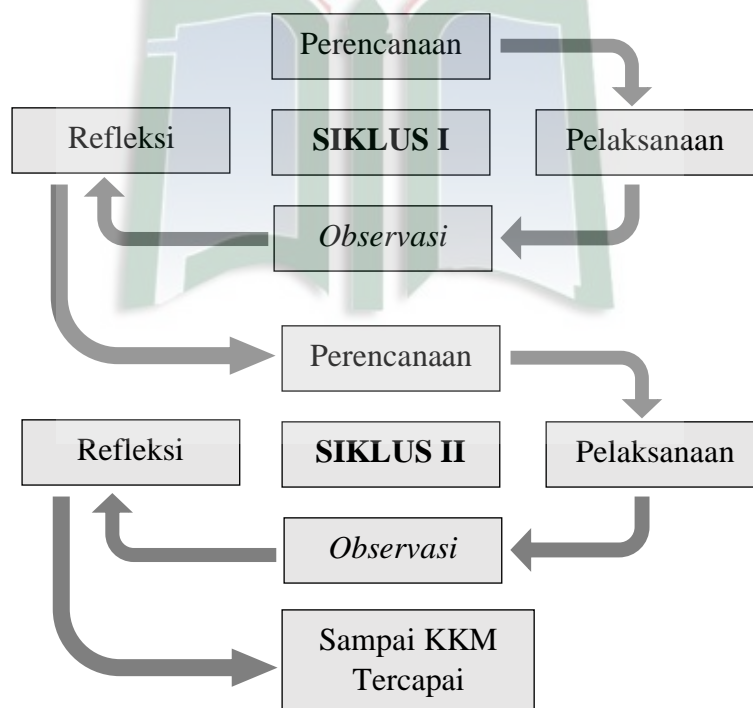 Perencanaan
Refleksi
SIKLUS I
Pelaksanaan
Observasi
Perencanaan
Refleksi
SIKLUS II
Pelaksanaan
Observasi
Sampai KKM
Tercapai